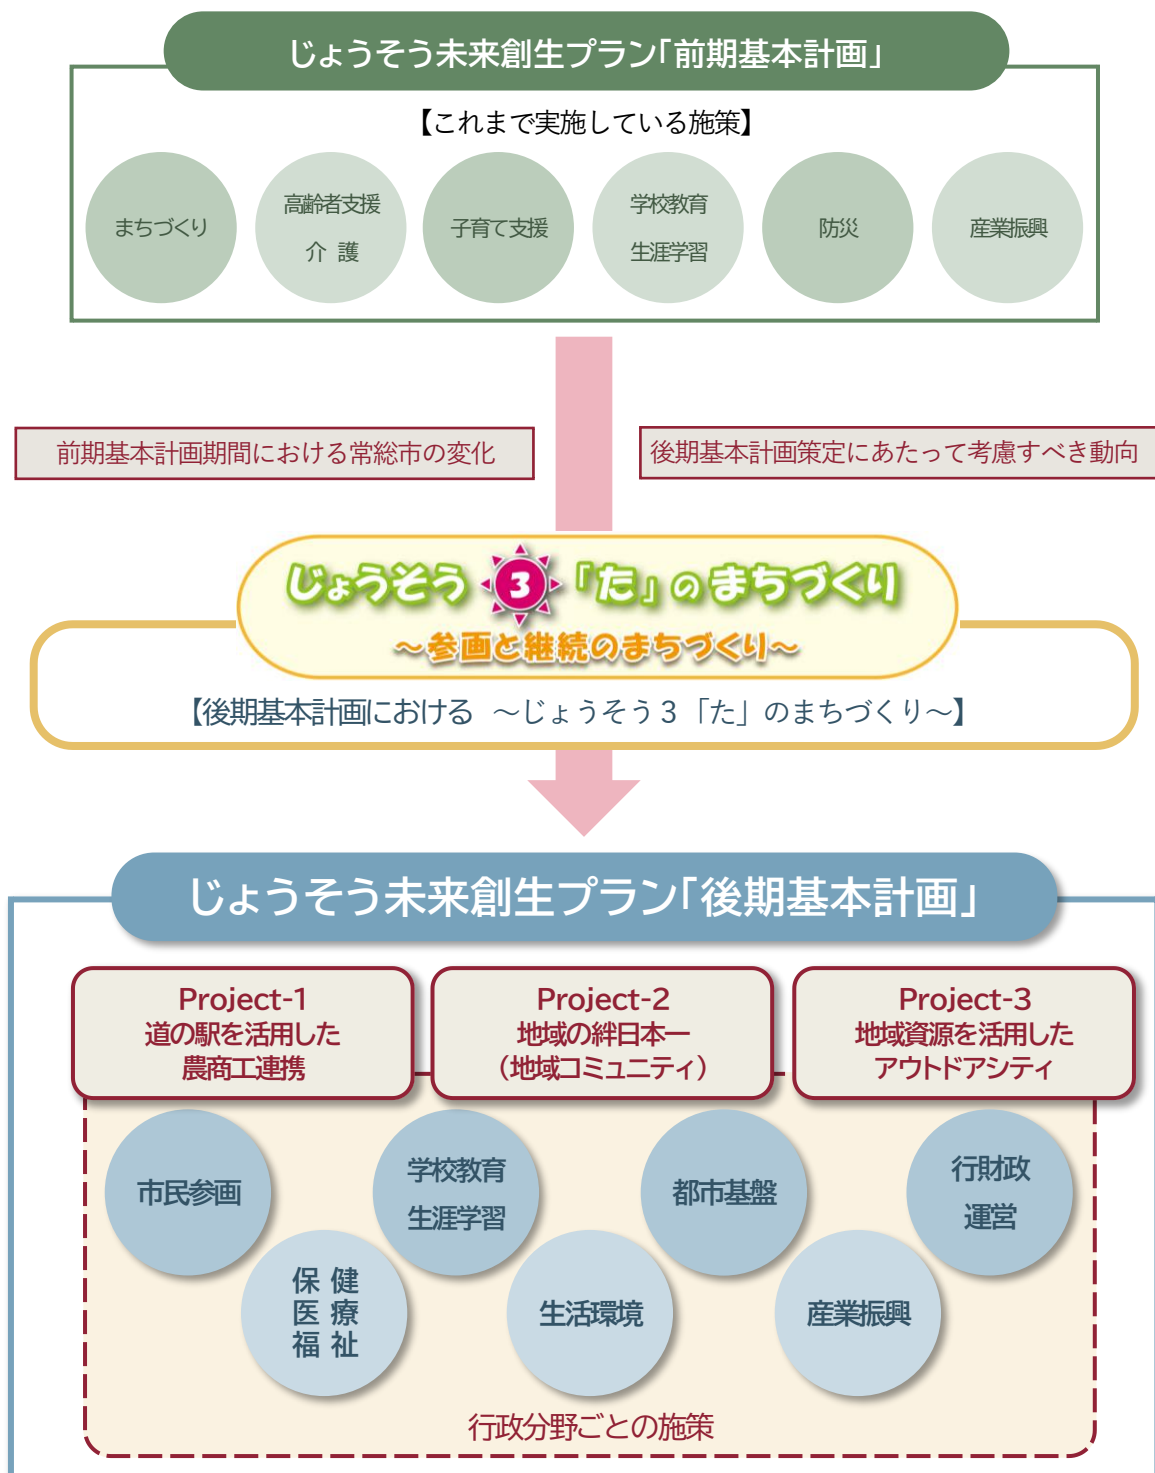 じょうそう未来創生プラン「前期基本計画」
【これまで実施している施策】
まちづくり
高齢者支援
介 護
子育て支援
学校教育
生涯学習
防災
産業振興
前期基本計画期間における常総市の変化
後期基本計画策定にあたって考慮すべき動向
じょうそう 3 「た」のまちづくり
～参画と継続のまちづくり～
【後期基本計画における ～じょうそう3「た」のまちづくり～】
じょうそう未来創生プラン「後期基本計画」
Project-1
道の駅を活用した
農商工連携
Project-2
地域の絆日本一
（地域コミュニティ）
Project-3
地域資源を活用した
アウトドアシティ
市民参画
学校教育
生涯学習
都市基盤
行財政
運営
保 健
医 療
福 祉
生活環境
産業振興
行政分野ごとの施策